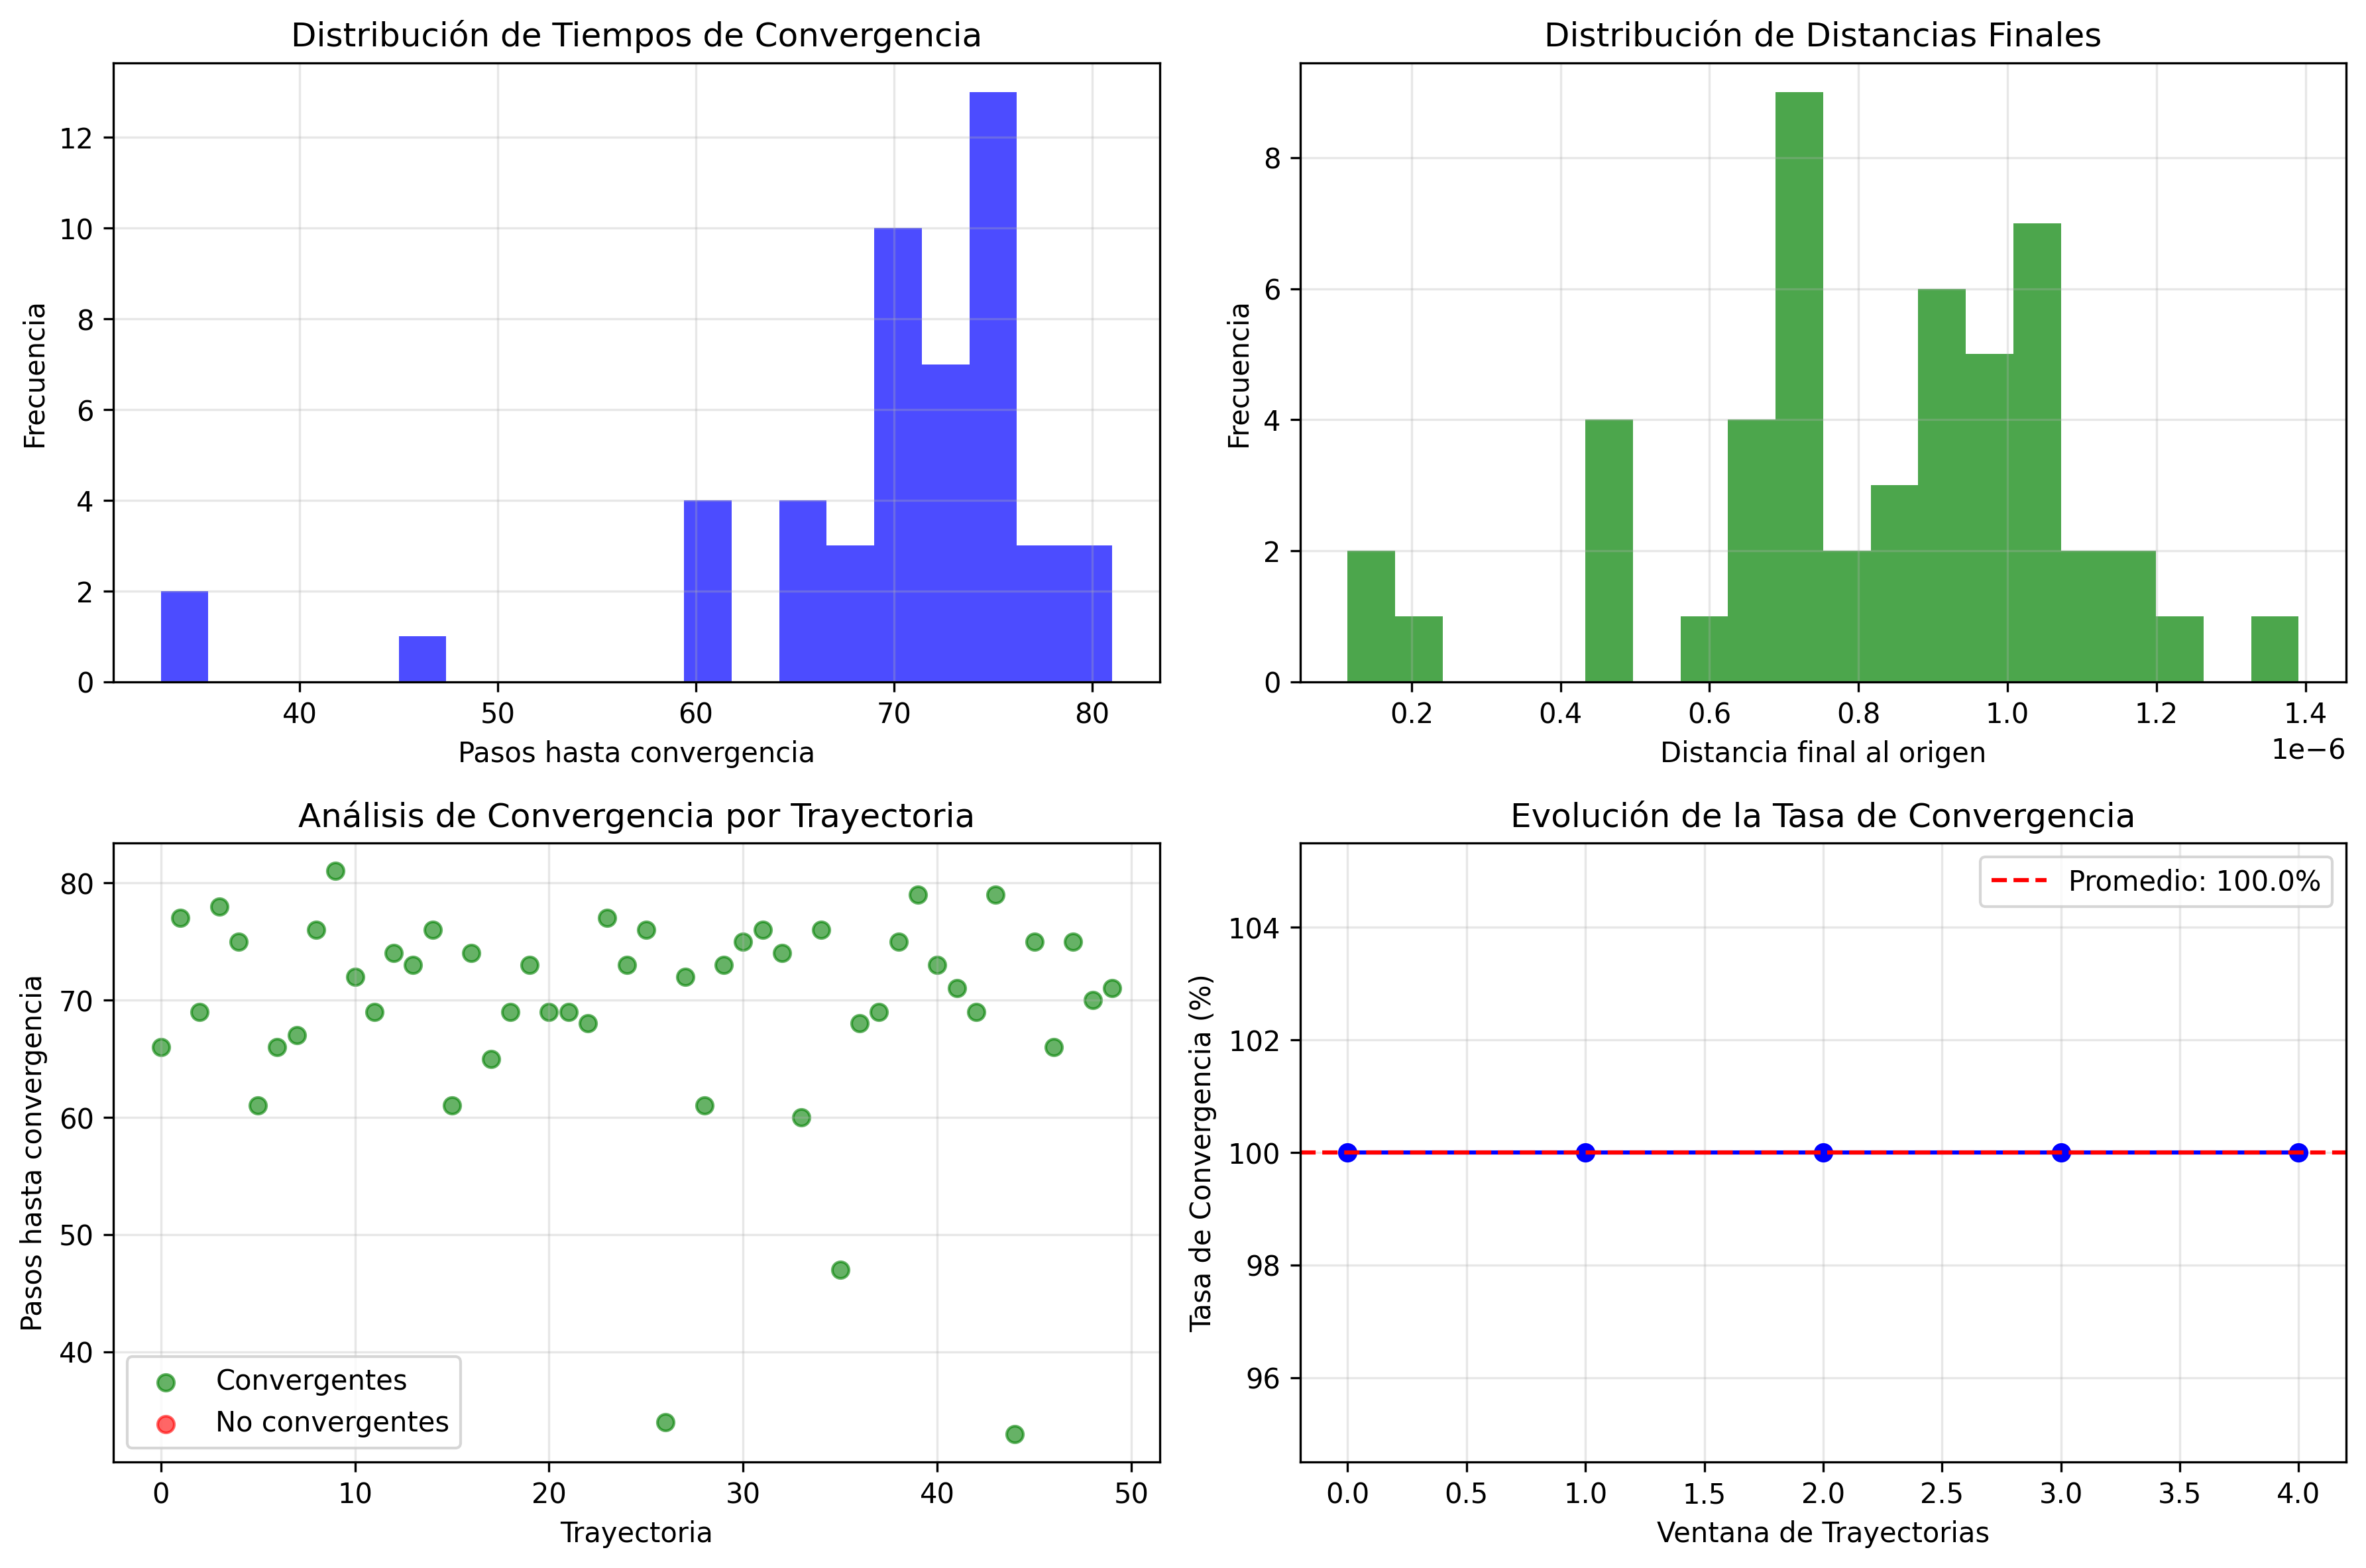 Distribución de Tiempos de Convergencia
Frecuencia
0
2
4
6
8
10
12
40 50 60 70 80
Pasos hasta convergencia
Distribución de Distancias Finales
Frecuencia
0
2
4
6
8
0.2 0.4 0.6 0.8 1.0 1.2 1.4
1e−6
Distancia final al origen
Análisis de Convergencia por Trayectoria
Pasos hasta convergencia
80
70
60
50
40
Convergentes
No convergentes
0 10 20 30 40 50
Trayectoria
Evolución de la Tasa de Convergencia
Promedio: 100.0%
Tasa de Convergencia (%)
104
102
100
98
96
0.0 0.5 1.0 1.5 2.0 2.5 3.0 3.5 4.0
Ventana de Trayectorias